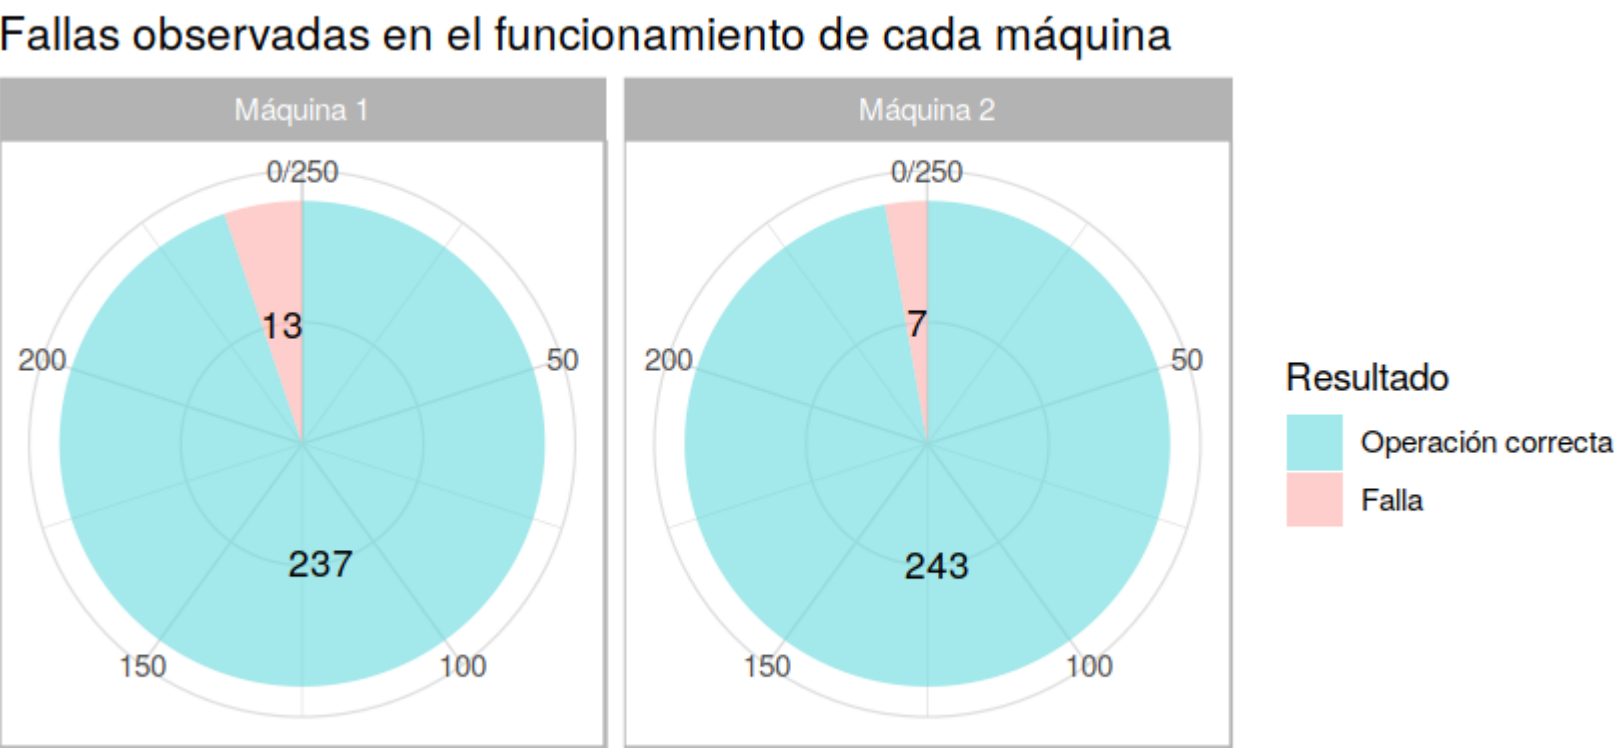 Fallas observadas en el funcionamiento de cada máquina
Máquina 1
0/250
13
200
50
237
150
100
Máquina 2
0/250
7
200
50
243
150
100
Resultado
Operación correcta
Falla